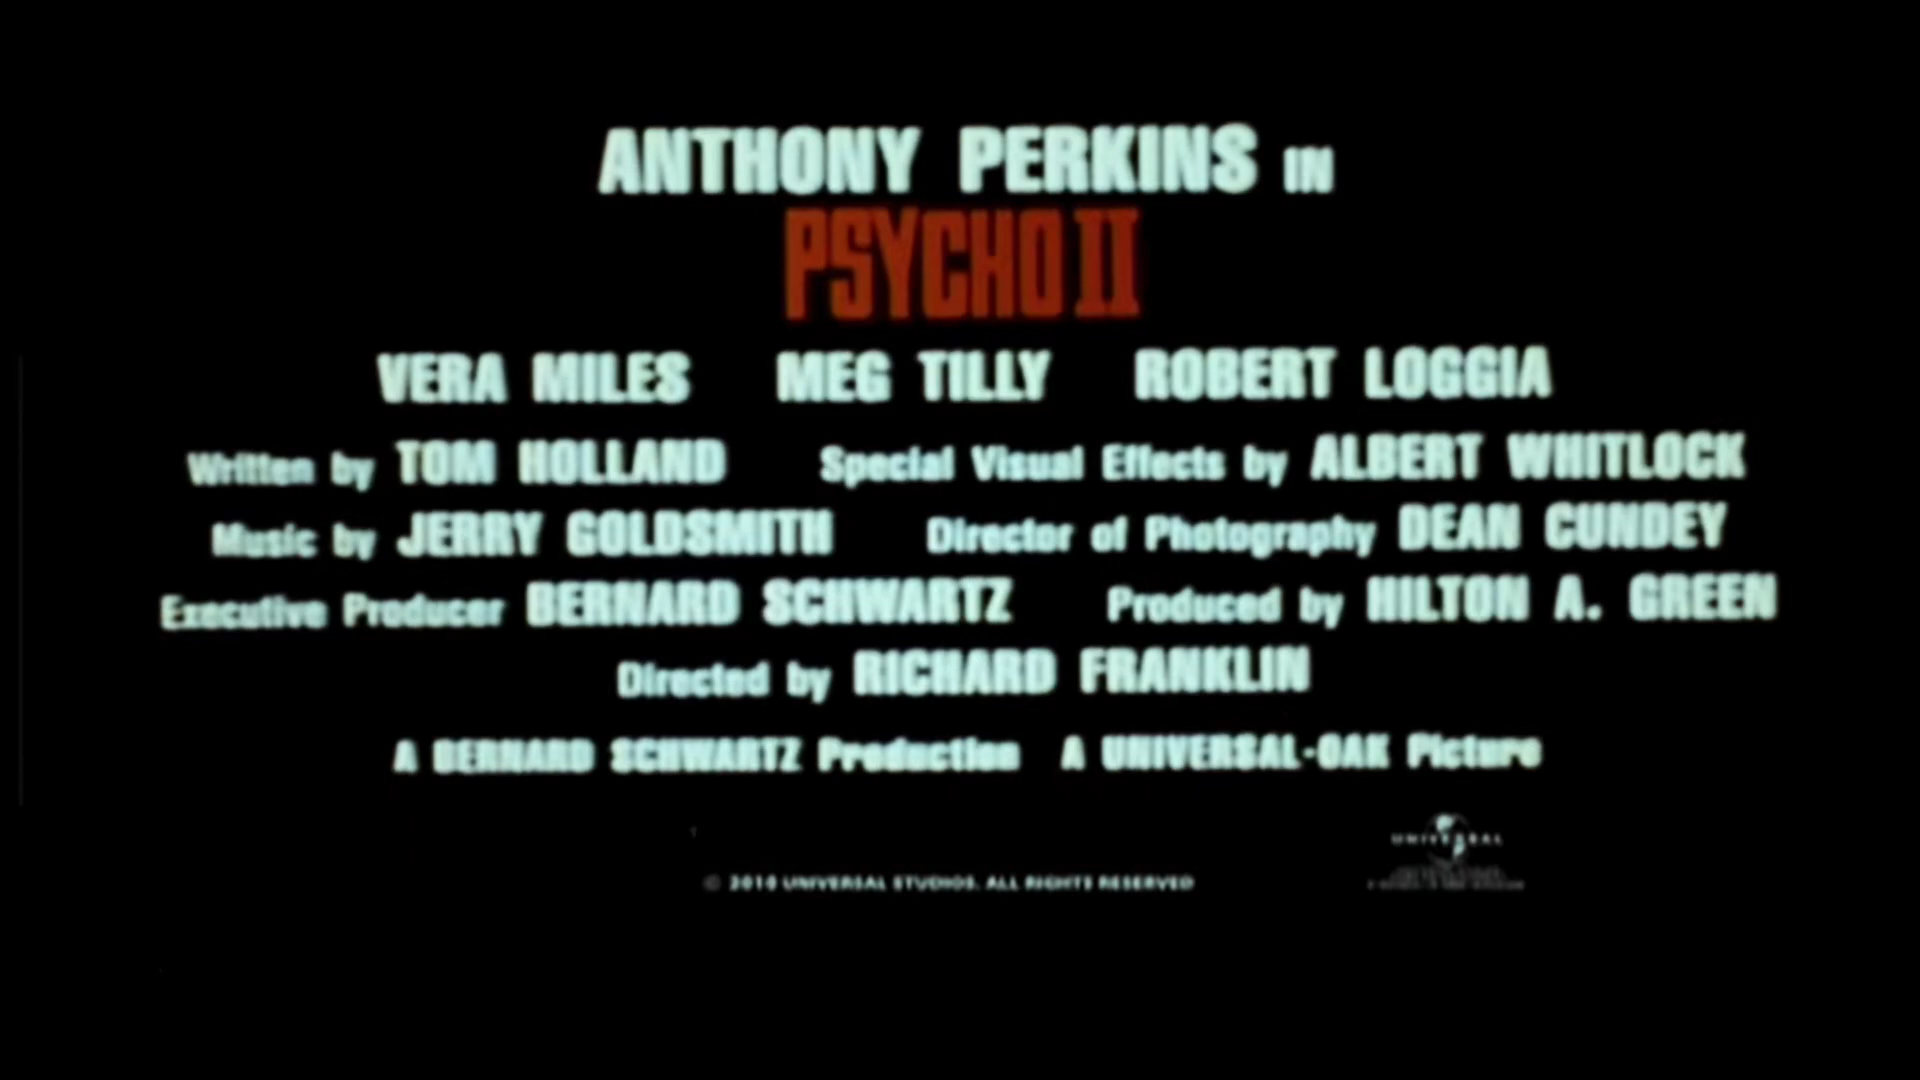 ANTHONY PERKINS IN
PSYCHO II
VERA MILES MEG TILLY ROBERT LOGGIA
Written by TOM HOLLAND Special Visual Effects by ALBERT WHITLOCK
Music by JERRY GOLDSMITH Director of Photography DEAN CUNDEY
Executive Producer BERNARD SCHWARTZ Produced by HILTON A. GREEN
Directed by RICHARD FRANKLIN
A BERNARD SCHWARTZ Production A UNIVERSAL-OAK Picture
UNIVERSAL
© 2010 UNIVERSAL STUDIOS. ALL RIGHTS RESERVED